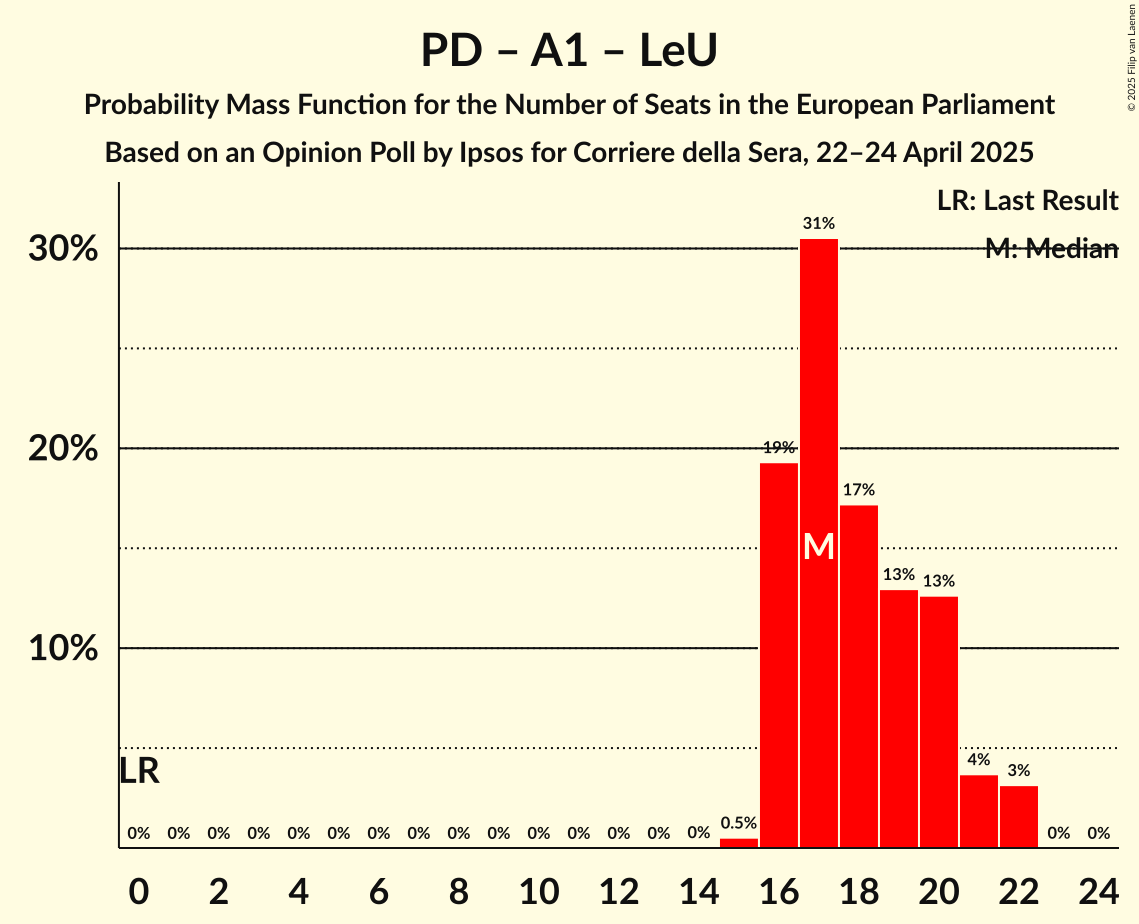 PD – A1 – LeU
Probability Mass Function for the Number of Seats in the European Parliament
Based on an Opinion Poll by Ipsos for Corriere della Sera, 22–24 April 2025
© 2025 Filip van Laenen
LR: Last Result
M: Median
30%
20%
10%
31%
19%
17%
13%
13%
4%
3%
0.5%
M
LR
0% 0% 0% 0% 0% 0% 0% 0% 0% 0% 0% 0% 0% 0% 0% 0% 0%
0 2 4 6 8 10 12 14 16 18 20 22 24